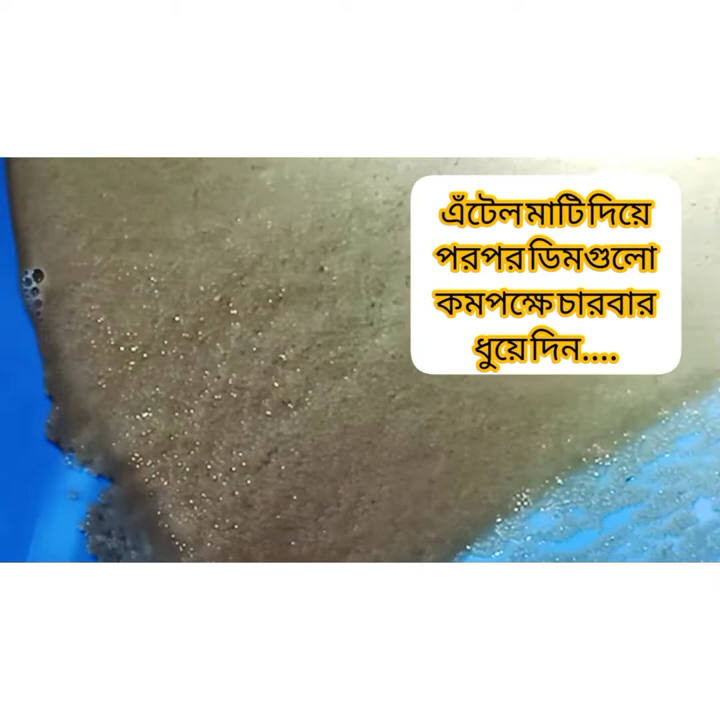 এঁটেল মাটি দিয়ে
পরপর ডিমগুলো
কমপক্ষে চারবার
ধুয়ে দিন....